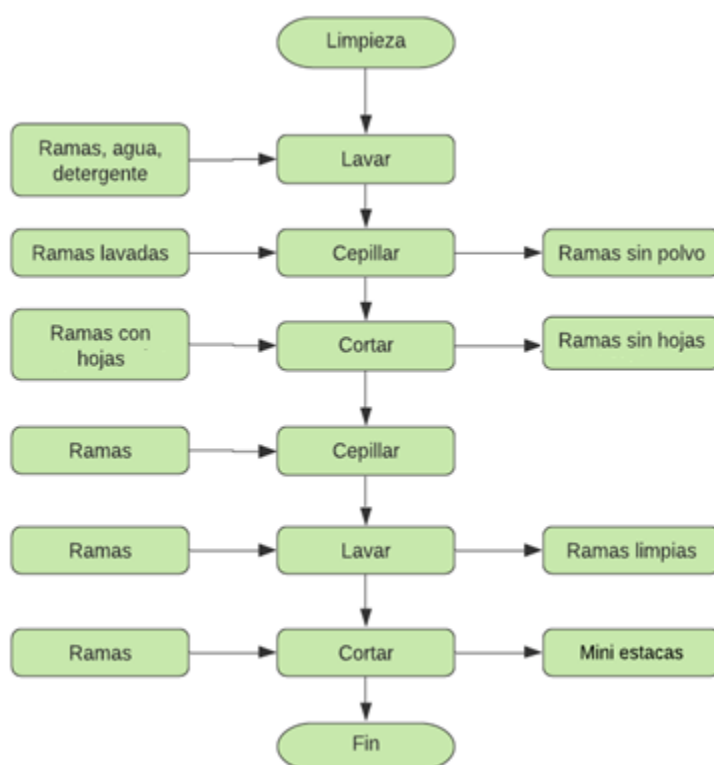 Limpieza
Ramas, agua,
detergente
Lavar
Ramas lavadas
Cepillar
Ramas sin polvo
Ramas con
hojas
Cortar
Ramas sin hojas
Ramas
Cepillar
Ramas
Lavar
Ramas limpias
Ramas
Cortar
Mini estacas
Fin